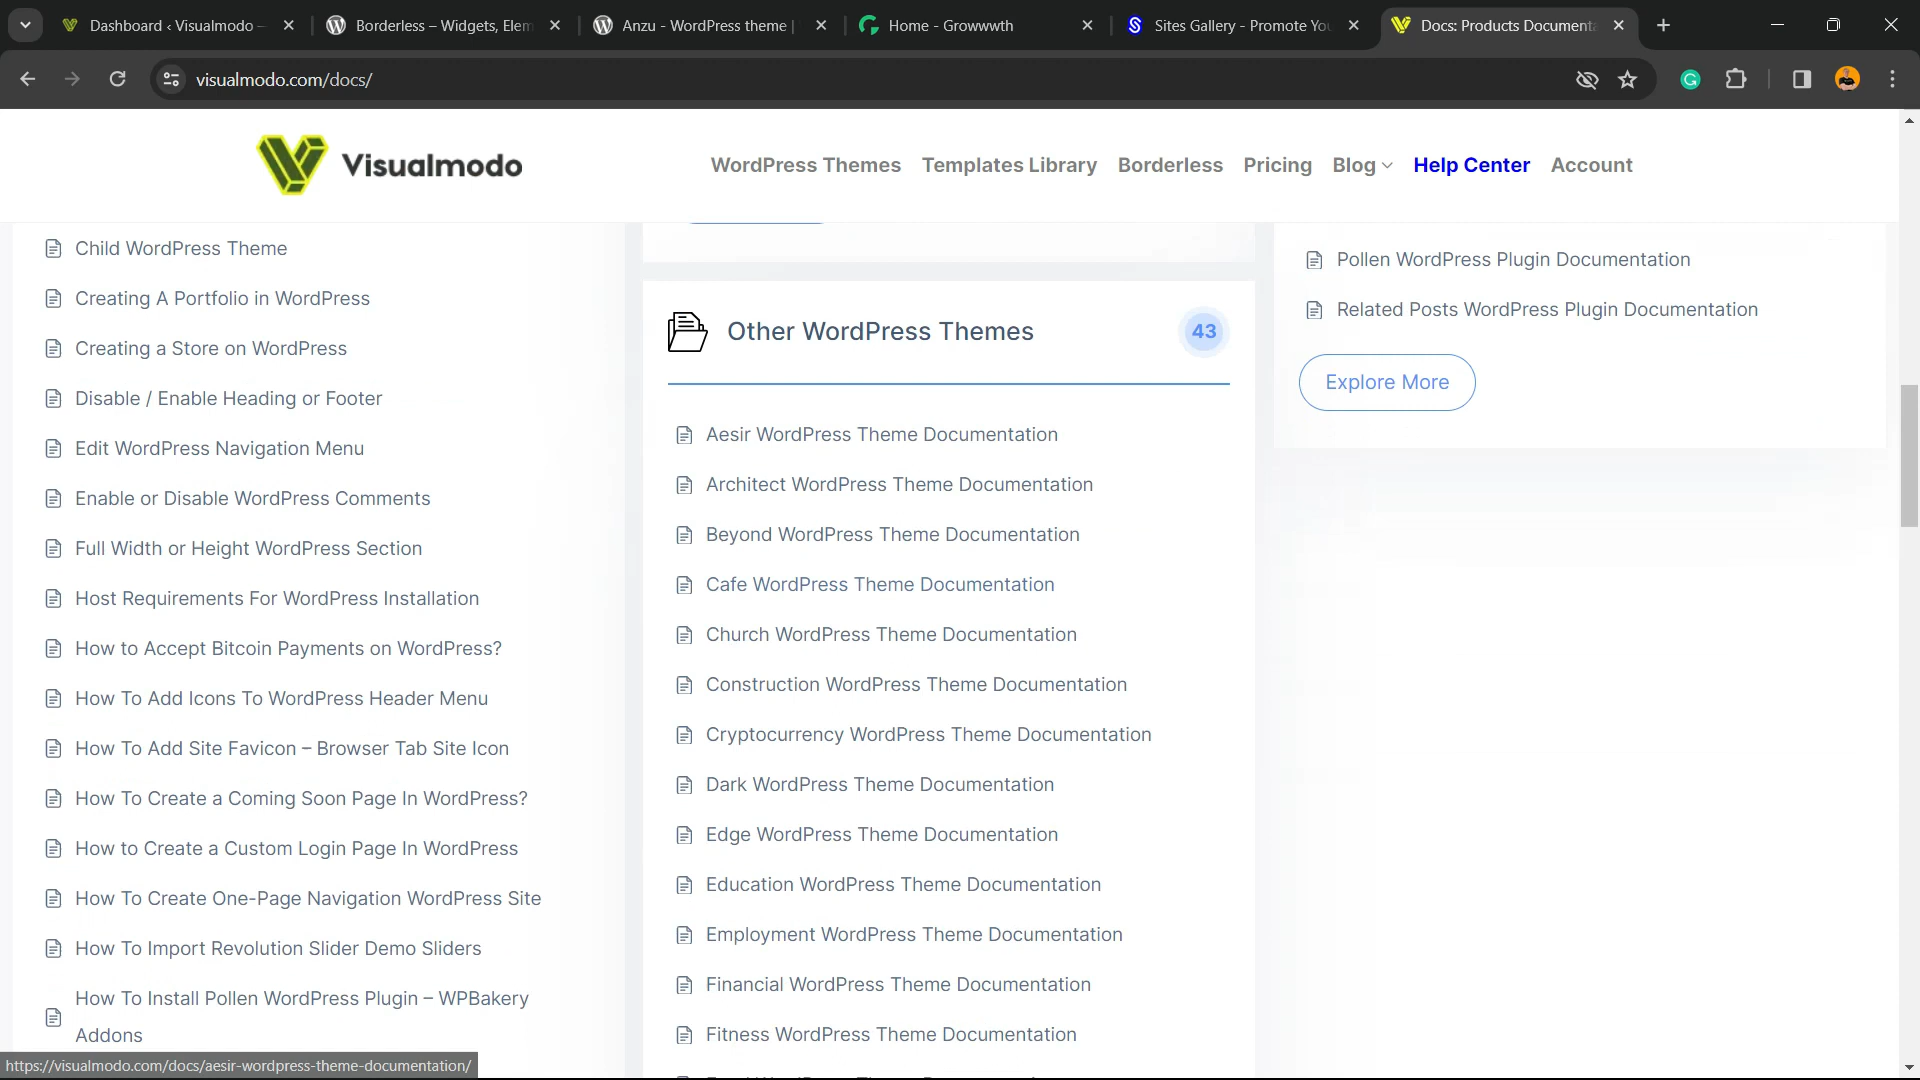 Dashboard ‹ Visualmodo –
Borderless – Widgets, Elem
Anzu - WordPress theme |
Home - Growwwth
Sites Gallery - Promote Yo
Docs: Products Documenta
visualmodo.com/docs/
Visualmodo
WordPress Themes
Templates Library
Borderless
Pricing
Blog
Help Center
Account
Child WordPress Theme
Creating A Portfolio in WordPress
Creating a Store on WordPress
Disable / Enable Heading or Footer
Edit WordPress Navigation Menu
Enable or Disable WordPress Comments
Full Width or Height WordPress Section
Host Requirements For WordPress Installation
How to Accept Bitcoin Payments on WordPress?
How To Add Icons To WordPress Header Menu
How To Add Site Favicon – Browser Tab Site Icon
How To Create a Coming Soon Page In WordPress?
How to Create a Custom Login Page In WordPress
How To Create One-Page Navigation WordPress Site
How To Import Revolution Slider Demo Sliders
How To Install Pollen WordPress Plugin – WPBakery
Addons
Other WordPress Themes
43
Aesir WordPress Theme Documentation
Architect WordPress Theme Documentation
Beyond WordPress Theme Documentation
Cafe WordPress Theme Documentation
Church WordPress Theme Documentation
Construction WordPress Theme Documentation
Cryptocurrency WordPress Theme Documentation
Dark WordPress Theme Documentation
Edge WordPress Theme Documentation
Education WordPress Theme Documentation
Employment WordPress Theme Documentation
Financial WordPress Theme Documentation
Fitness WordPress Theme Documentation
Pollen WordPress Plugin Documentation
Related Posts WordPress Plugin Documentation
Explore More
https://visualmodo.com/docs/aesir-wordpress-theme-documentation/